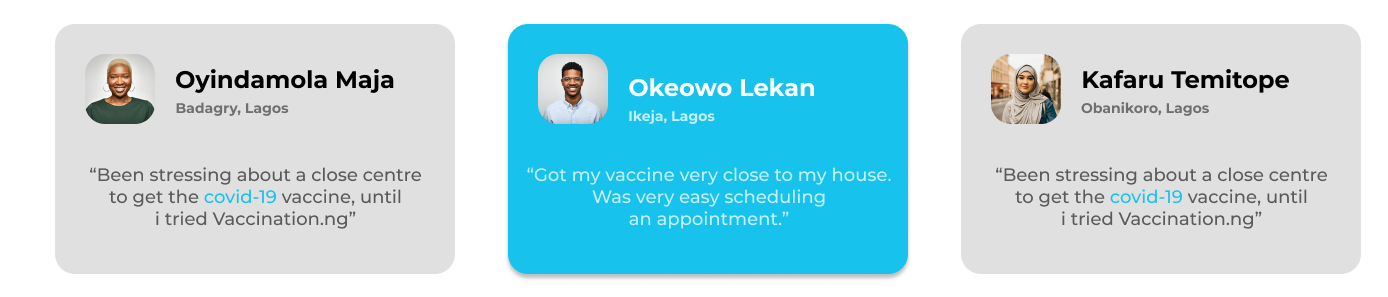 Oyindamola Maja
Badagry, Lagos
“Been stressing about a close centre
to get the covid-19 vaccine, until
i tried Vaccination.ng”
Okeowo Lekan
Ikeja, Lagos
“Got my vaccine very close to my house.
Was very easy scheduling
an appointment.”
Kafaru Temitope
Obanikoro, Lagos
“Been stressing about a close centre
to get the covid-19 vaccine, until
i tried Vaccination.ng”